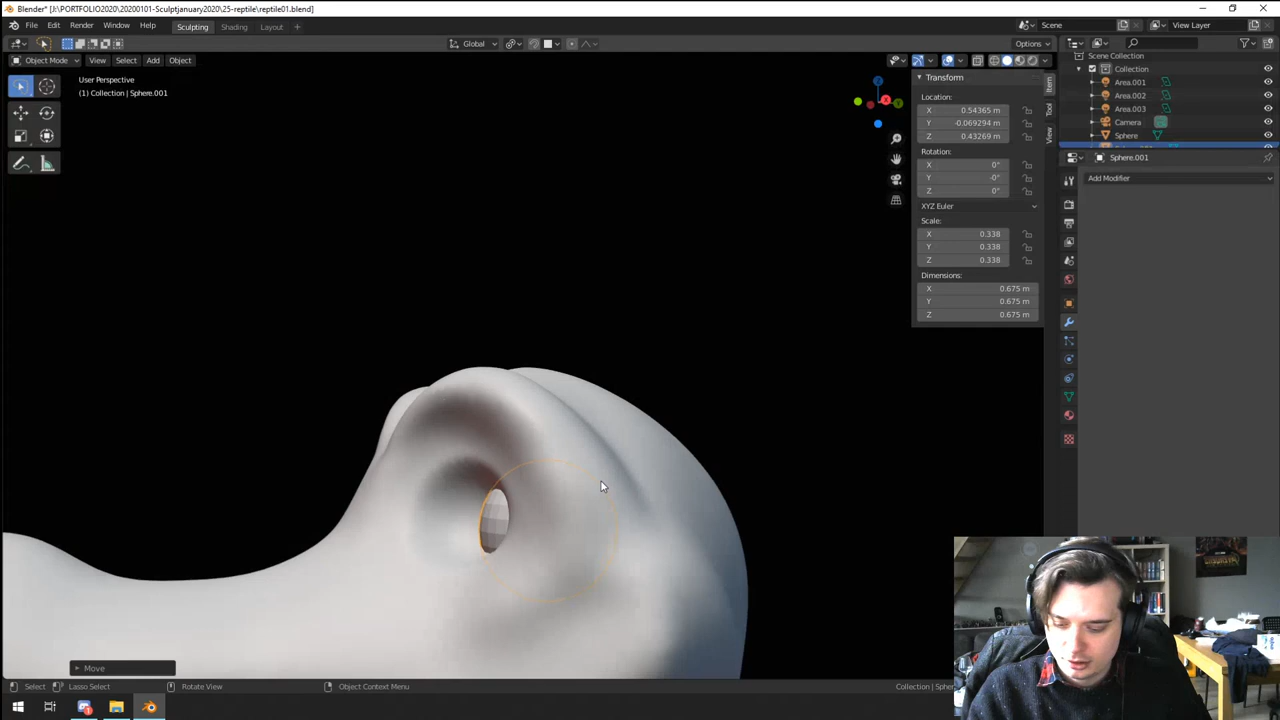 Blender* [J:\PORTFOLIO2020\20200101-Sculptjanuary2020\25-reptile\reptile01.blend]
File Edit Render Window Help Sculpting Shading Layout Scene View Layer
Global Options
Object Mode View Select Add Object
User Perspective
(1) Collection | Sphere.001
Transform
Location:
X 0.54365 m
Y -0.069294 m
Z 0.43269 m
Rotation:
X 0°
Y -0°
Z 0°
XYZ Euler
Scale:
X 0.338
Y 0.338
Z 0.338
Dimensions:
X 0.675 m
Y 0.675 m
Z 0.675 m
Item
Tool
View
Scene Collection
Collection
Area.001
Area.002
Area.003
Camera
Sphere
Sphere.001
Add Modifier
Move
Select Lasso Select Rotate View Object Context Menu Collection | Sphe